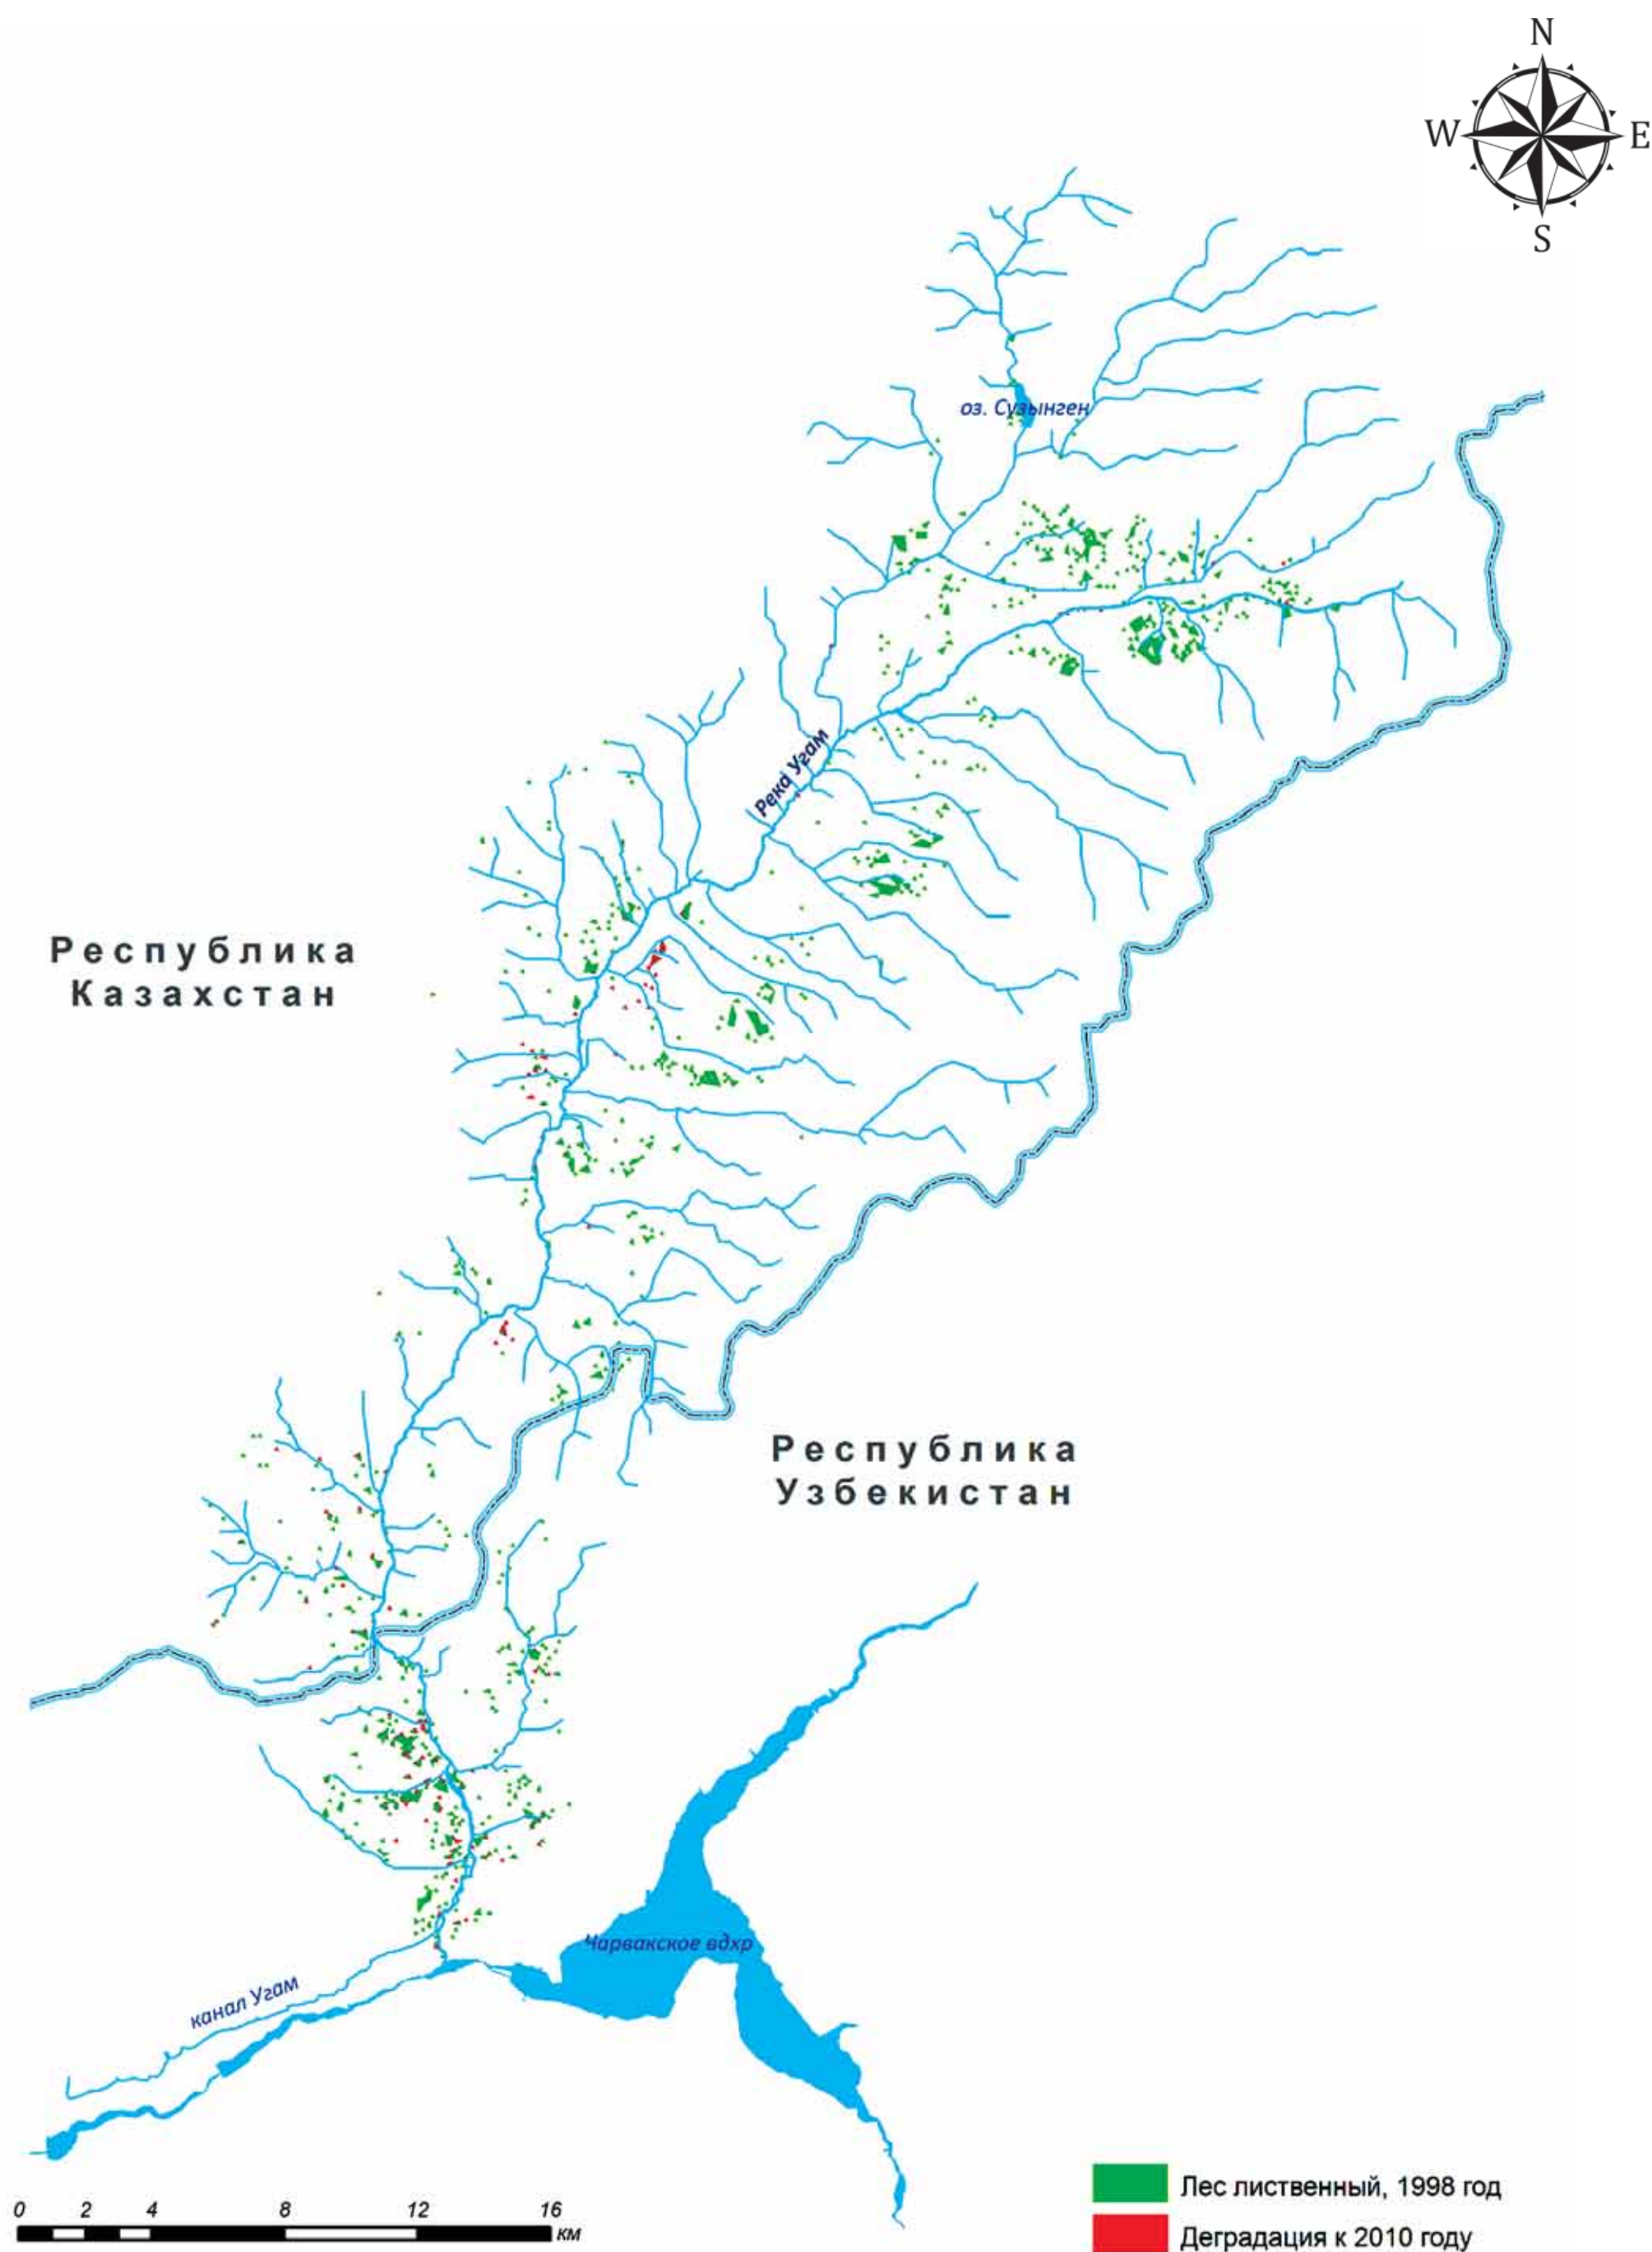 N
W E
S
оз. Сузынген
Река Угам
Республика
Казахстан
Республика
Узбекистан
Чарвакское вдхр
канал Угам
0 2 4 8 12 16
км
Лес лиственный, 1998 год
Деградация к 2010 году